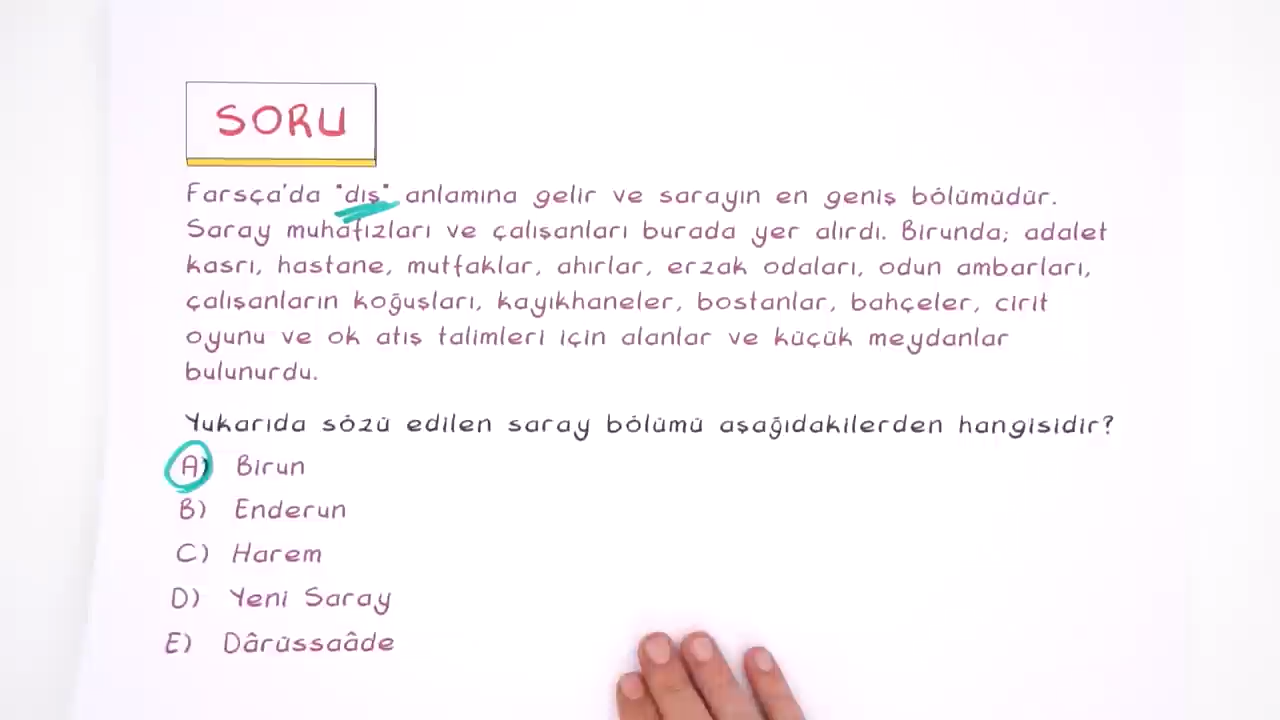 SORU
Farsça'da "dış" anlamına gelir ve sarayın en geniş bölümüdür.
Saray muhafızları ve çalışanları burada yer alırdı. Birunda; adalet
kasrı, hastane, mutfaklar, ahırlar, erzak odaları, odun ambarları,
çalışanların koğuşları, kayıkhaneler, bostanlar, bahçeler, cirit
oyunu ve ok atış talimleri için alanlar ve küçük meydanlar
bulunurdu.
Yukarıda sözü edilen saray bölümü aşağıdakilerden hangisidir?
A) Birun
B) Enderun
C) Harem
D) Yeni Saray
E) Dârüssaâde